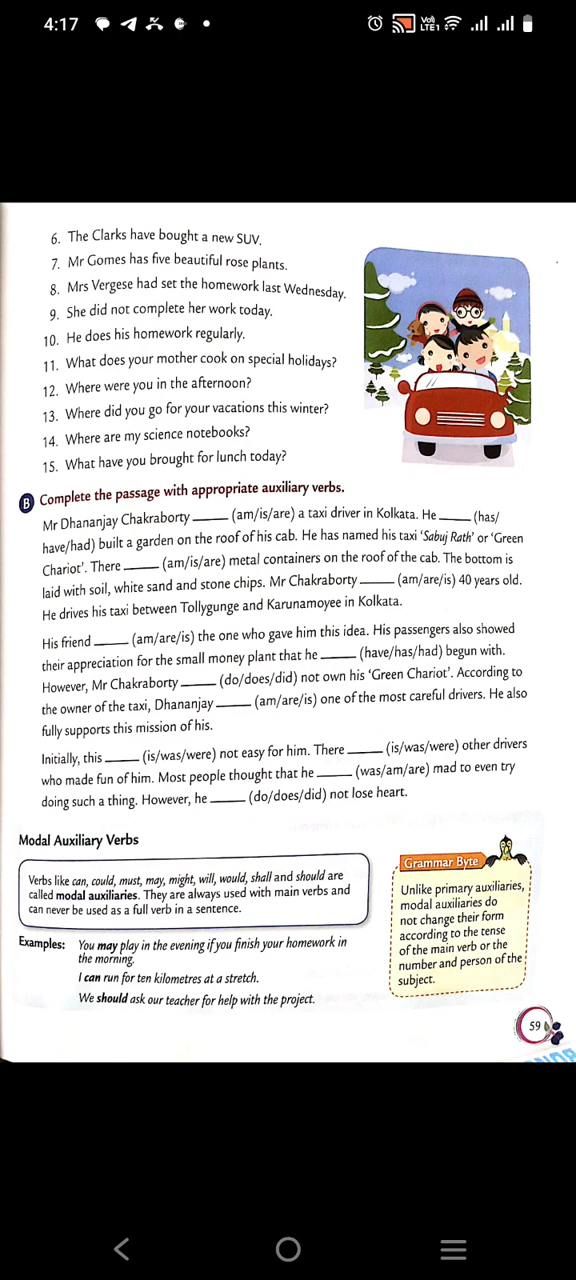 4:17
Vo)
LTE1
6. The Clarks have bought a new SUV.
7. Mr Gomes has five beautiful rose plants.
8. Mrs Vergese had set the homework last Wednesday.
9. She did not complete her work today.
10. He does his homework regularly.
11. What does your mother cook on special holidays?
12. Where were you in the afternoon?
13. Where did you go for your vacations this winter?
14. Where are my science notebooks?
15. What have you brought for lunch today?
B Complete the passage with appropriate auxiliary verbs.
Mr Dhananjay Chakraborty _____ (am/is/are) a taxi driver in Kolkata. He _____ (has/
have/had) built a garden on the roof of his cab. He has named his taxi ‘Sabuj Rath’ or ‘Green
Chariot’. There _____ (am/is/are) metal containers on the roof of the cab. The bottom is
laid with soil, white sand and stone chips. Mr Chakraborty _____ (am/are/is) 40 years old.
He drives his taxi between Tollygunge and Karunamoyee in Kolkata.
His friend _____ (am/are/is) the one who gave him this idea. His passengers also showed
their appreciation for the small money plant that he _____ (have/has/had) begun with.
However, Mr Chakraborty _____ (do/does/did) not own his ‘Green Chariot’. According to
the owner of the taxi, Dhananjay _____ (am/are/is) one of the most careful drivers. He also
fully supports this mission of his.
Initially, this _____ (is/was/were) not easy for him. There _____ (is/was/were) other drivers
who made fun of him. Most people thought that he _____ (was/am/are) mad to even try
doing such a thing. However, he _____ (do/does/did) not lose heart.
Modal Auxiliary Verbs
Verbs like can, could, must, may, might, will, would, shall and should are
called modal auxiliaries. They are always used with main verbs and
can never be used as a full verb in a sentence.
Examples: You may play in the evening if you finish your homework in
the morning.
I can run for ten kilometres at a stretch.
We should ask our teacher for help with the project.
Grammar Byte
Unlike primary auxiliaries,
modal auxiliaries do
not change their form
according to the tense
of the main verb or the
number and person of the
subject.
59